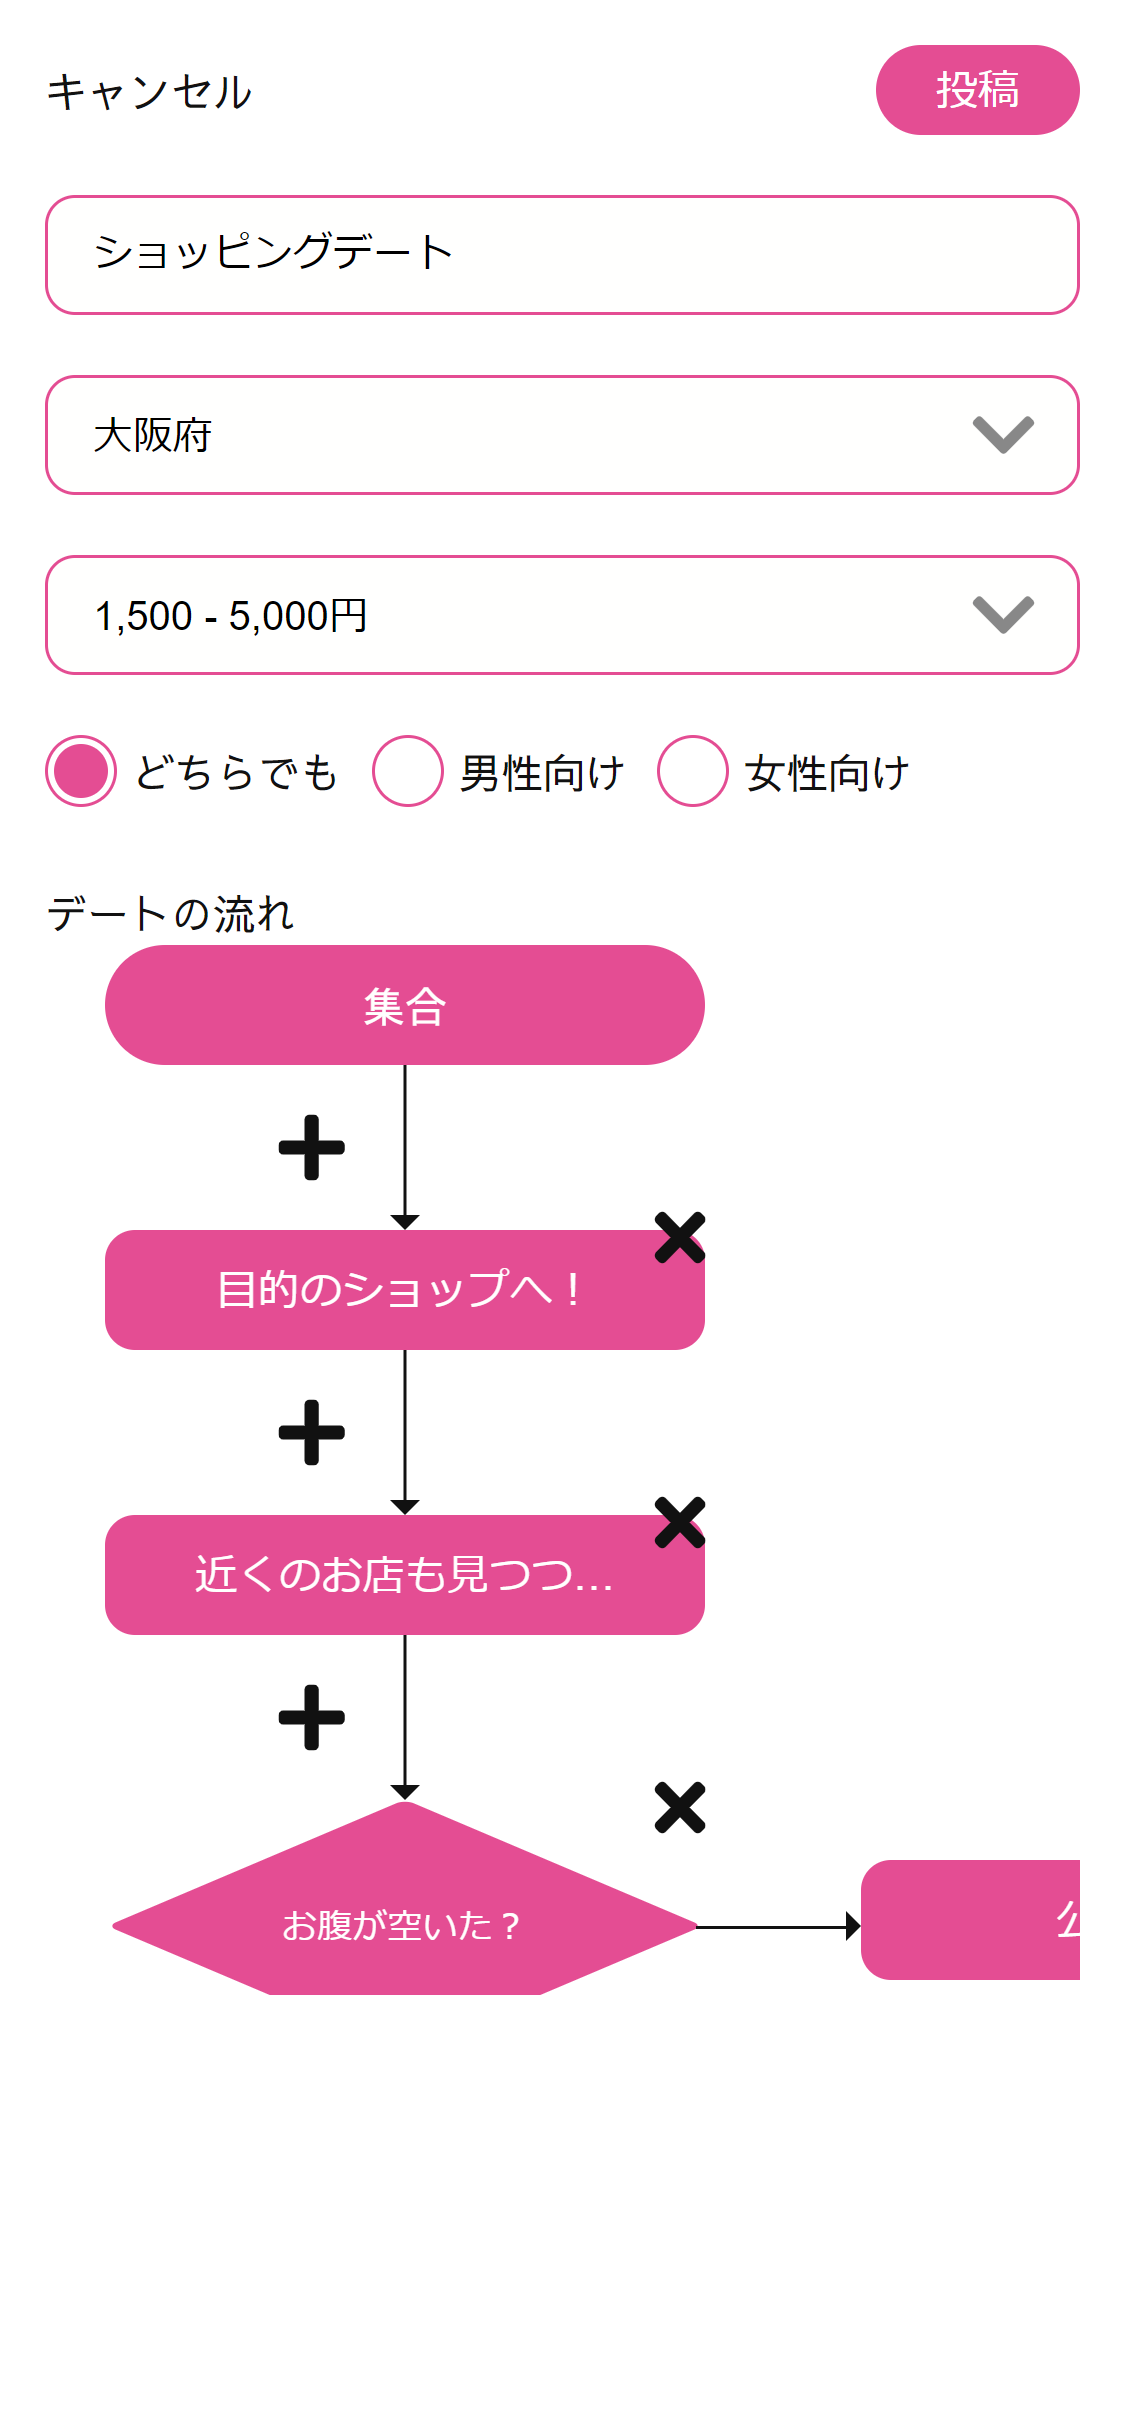 キャンセル
投稿
ショッピングデート
大阪府
1,500 - 5,000円
どちらでも 男性向け 女性向け
デートの流れ
集合
目的のショップへ！
近くのお店も見つつ...
お腹が空いた？